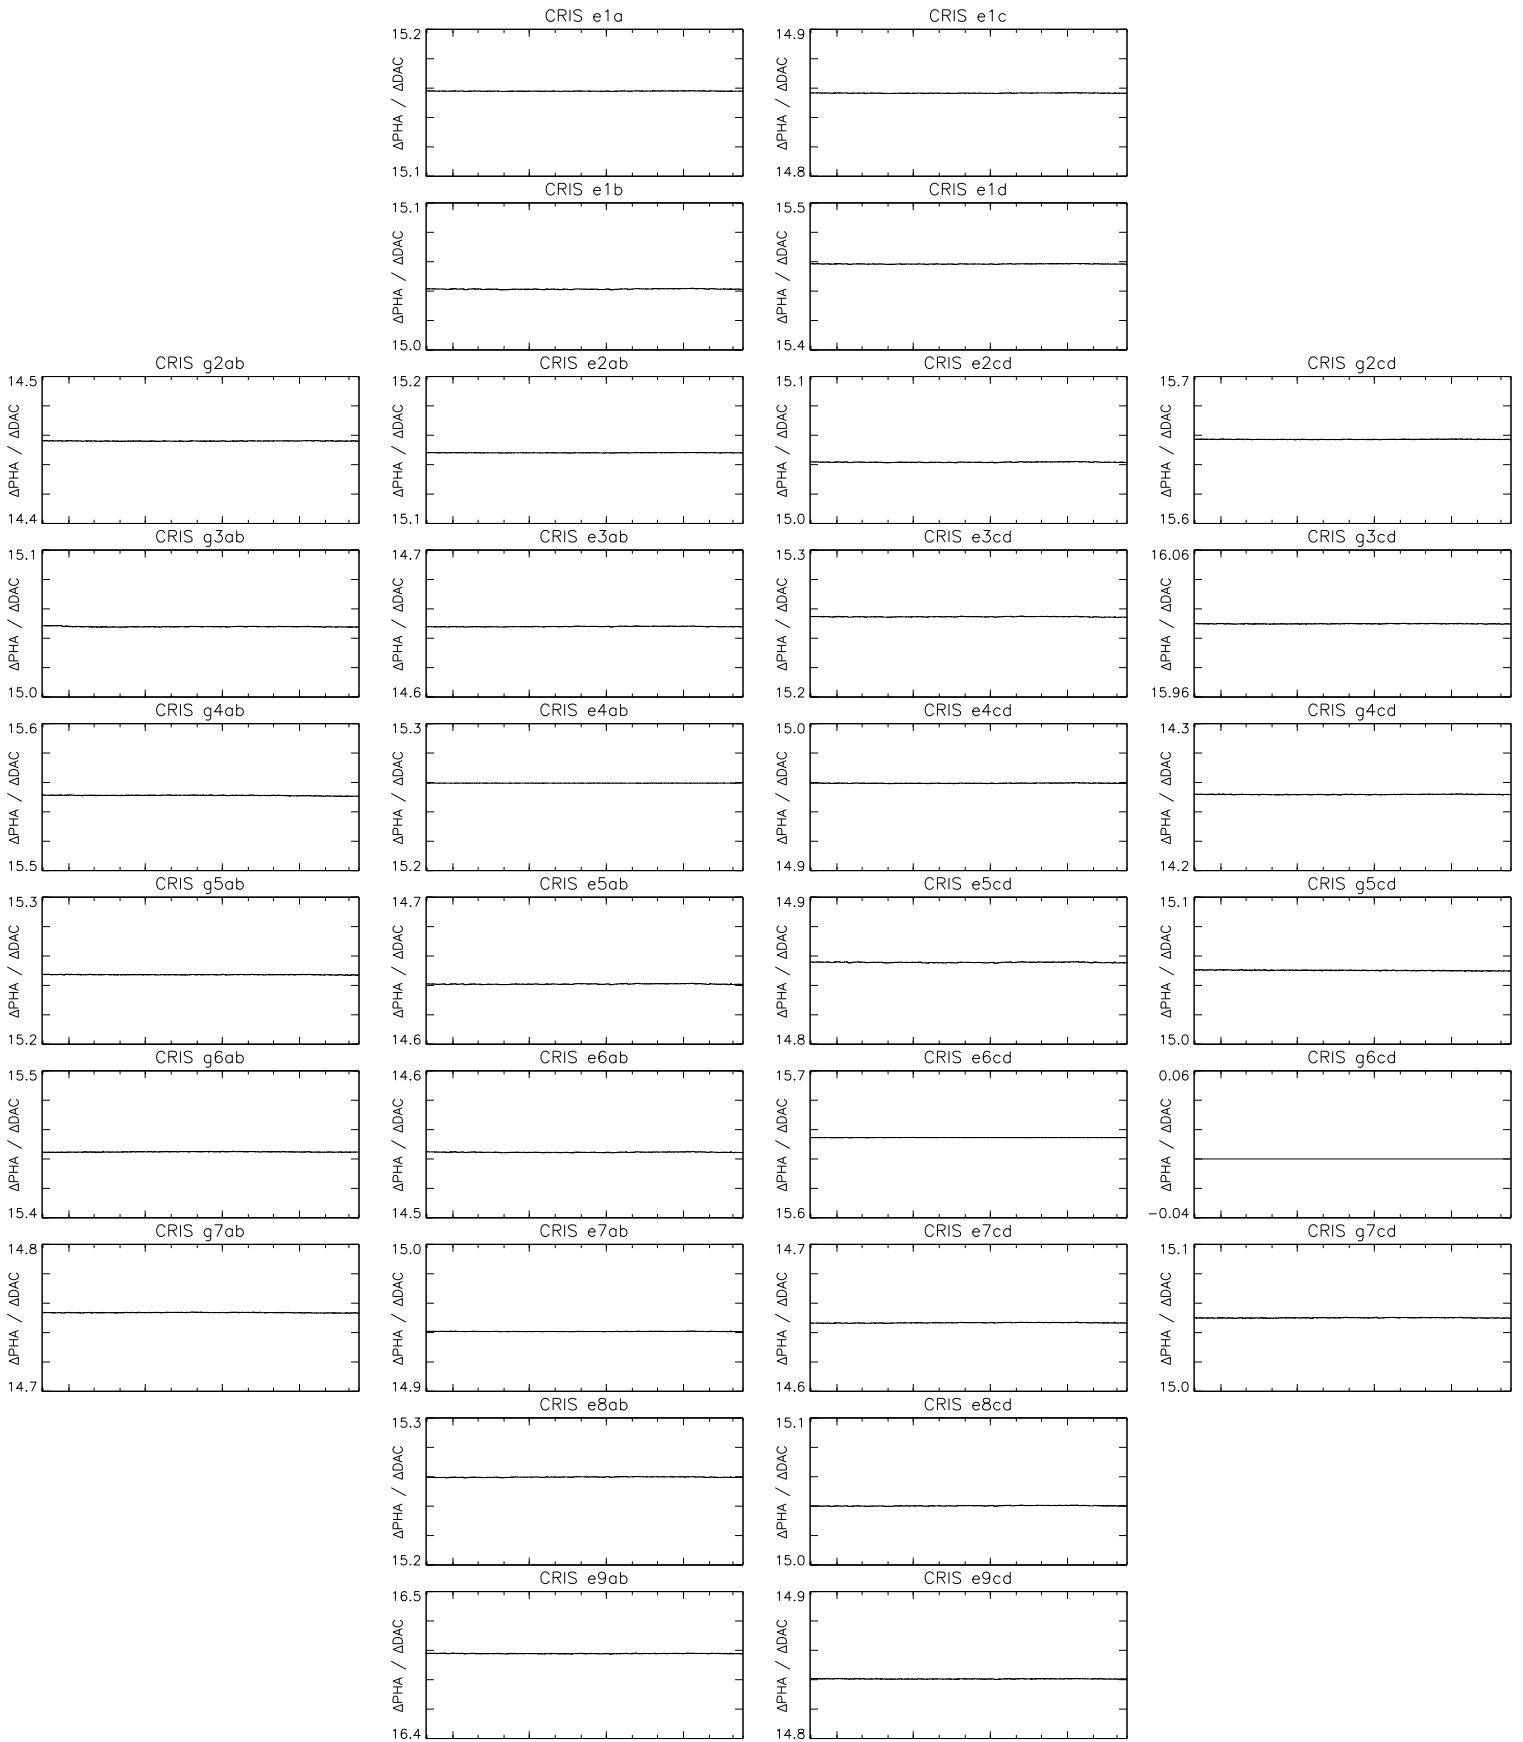 CRIS e1a
CRIS e1c
15.2
ΔPHA / ΔDAC
15.1
14.9
ΔPHA / ΔDAC
14.8
CRIS e1b
CRIS e1d
15.1
ΔPHA / ΔDAC
15.0
15.5
ΔPHA / ΔDAC
15.4
CRIS g2ab
CRIS e2ab
CRIS e2cd
CRIS g2cd
14.5
ΔPHA / ΔDAC
14.4
15.2
ΔPHA / ΔDAC
15.1
15.1
ΔPHA / ΔDAC
15.0
15.7
ΔPHA / ΔDAC
15.6
CRIS g3ab
CRIS e3ab
CRIS e3cd
CRIS g3cd
15.1
ΔPHA / ΔDAC
15.0
14.7
ΔPHA / ΔDAC
14.6
15.3
ΔPHA / ΔDAC
15.2
16.06
ΔPHA / ΔDAC
15.96
CRIS g4ab
CRIS e4ab
CRIS e4cd
CRIS g4cd
15.6
ΔPHA / ΔDAC
15.5
15.3
ΔPHA / ΔDAC
15.2
15.0
ΔPHA / ΔDAC
14.9
14.3
ΔPHA / ΔDAC
14.2
CRIS g5ab
CRIS e5ab
CRIS e5cd
CRIS g5cd
15.3
ΔPHA / ΔDAC
15.2
14.7
ΔPHA / ΔDAC
14.6
14.9
ΔPHA / ΔDAC
14.8
15.1
ΔPHA / ΔDAC
15.0
CRIS g6ab
CRIS e6ab
CRIS e6cd
CRIS g6cd
15.5
ΔPHA / ΔDAC
15.4
14.6
ΔPHA / ΔDAC
14.5
15.7
ΔPHA / ΔDAC
15.6
0.06
ΔPHA / ΔDAC
−0.04
CRIS g7ab
CRIS e7ab
CRIS e7cd
CRIS g7cd
14.8
ΔPHA / ΔDAC
14.7
15.0
ΔPHA / ΔDAC
14.9
14.7
ΔPHA / ΔDAC
14.6
15.1
ΔPHA / ΔDAC
15.0
CRIS e8ab
CRIS e8cd
15.3
ΔPHA / ΔDAC
15.2
15.1
ΔPHA / ΔDAC
15.0
CRIS e9ab
CRIS e9cd
16.5
ΔPHA / ΔDAC
16.4
14.9
ΔPHA / ΔDAC
14.8